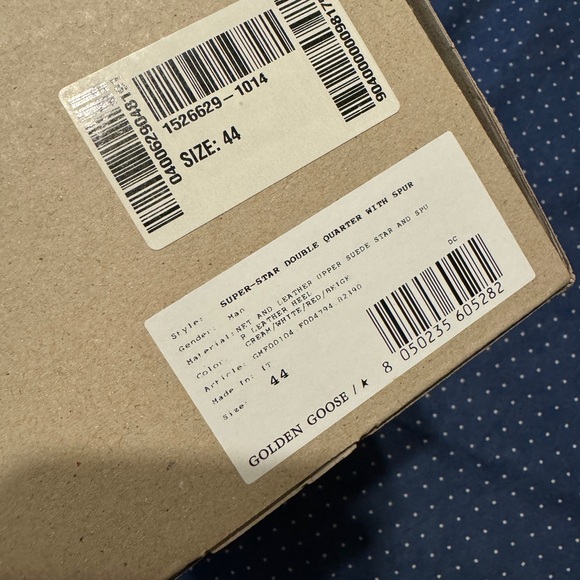 1526629-1014
SIZE: 44
Style: SUPER-STAR DOUBLE QUARTER WITH SPUR
Gender: Man
Material: NET AND LEATHER UPPER SUEDE STAR AND SPU
R LEATHER HEEL
Color: CREAM/WHITE/RED/BEIGE
Article: GMF00104 F004794 82390
Made In: IT
Size: 44
DC
8 050235 605282
GOLDEN GOOSE /